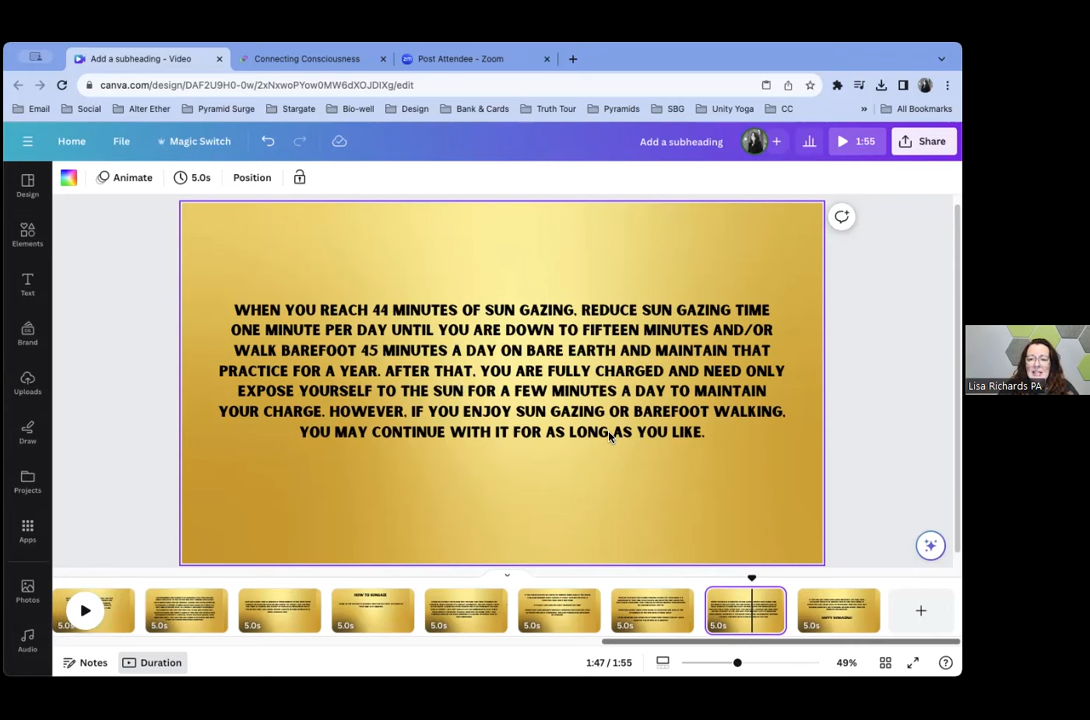 Add a subheading - Video
Connecting Consciousness
Post Attendee - Zoom
canva.com/design/DAF2U9H0-0w/2xNxwoPYow0MW6dXOJDIXg/edit
Email
Social
Alter Ether
Pyramid Surge
Stargate
Bio-well
Design
Bank & Cards
Truth Tour
Pyramids
SBG
Unity Yoga
CC
»
All Bookmarks
Home
File
Magic Switch
Add a subheading
1:55
Share
Animate
5.0s
Position
Design
Elements
Text
Brand
Uploads
Draw
Projects
Apps
Photos
Audio
WHEN YOU REACH 44 MINUTES OF SUN GAZING, REDUCE SUN GAZING TIME
ONE MINUTE PER DAY UNTIL YOU ARE DOWN TO FIFTEEN MINUTES AND/OR
WALK BAREFOOT 45 MINUTES A DAY ON BARE EARTH AND MAINTAIN THAT
PRACTICE FOR A YEAR. AFTER THAT, YOU ARE FULLY CHARGED AND NEED ONLY
EXPOSE YOURSELF TO THE SUN FOR A FEW MINUTES A DAY TO MAINTAIN
YOUR CHARGE. HOWEVER, IF YOU ENJOY SUN GAZING OR BAREFOOT WALKING,
YOU MAY CONTINUE WITH IT FOR AS LONG AS YOU LIKE.
Lisa Richards PA
HOW TO SUNGAZE
HAPPY SUNGAZING!
5.0s
5.0s
5.0s
5.0s
5.0s
5.0s
5.0s
5.0s
5.0s
Notes
Duration
1:47 / 1:55
49%